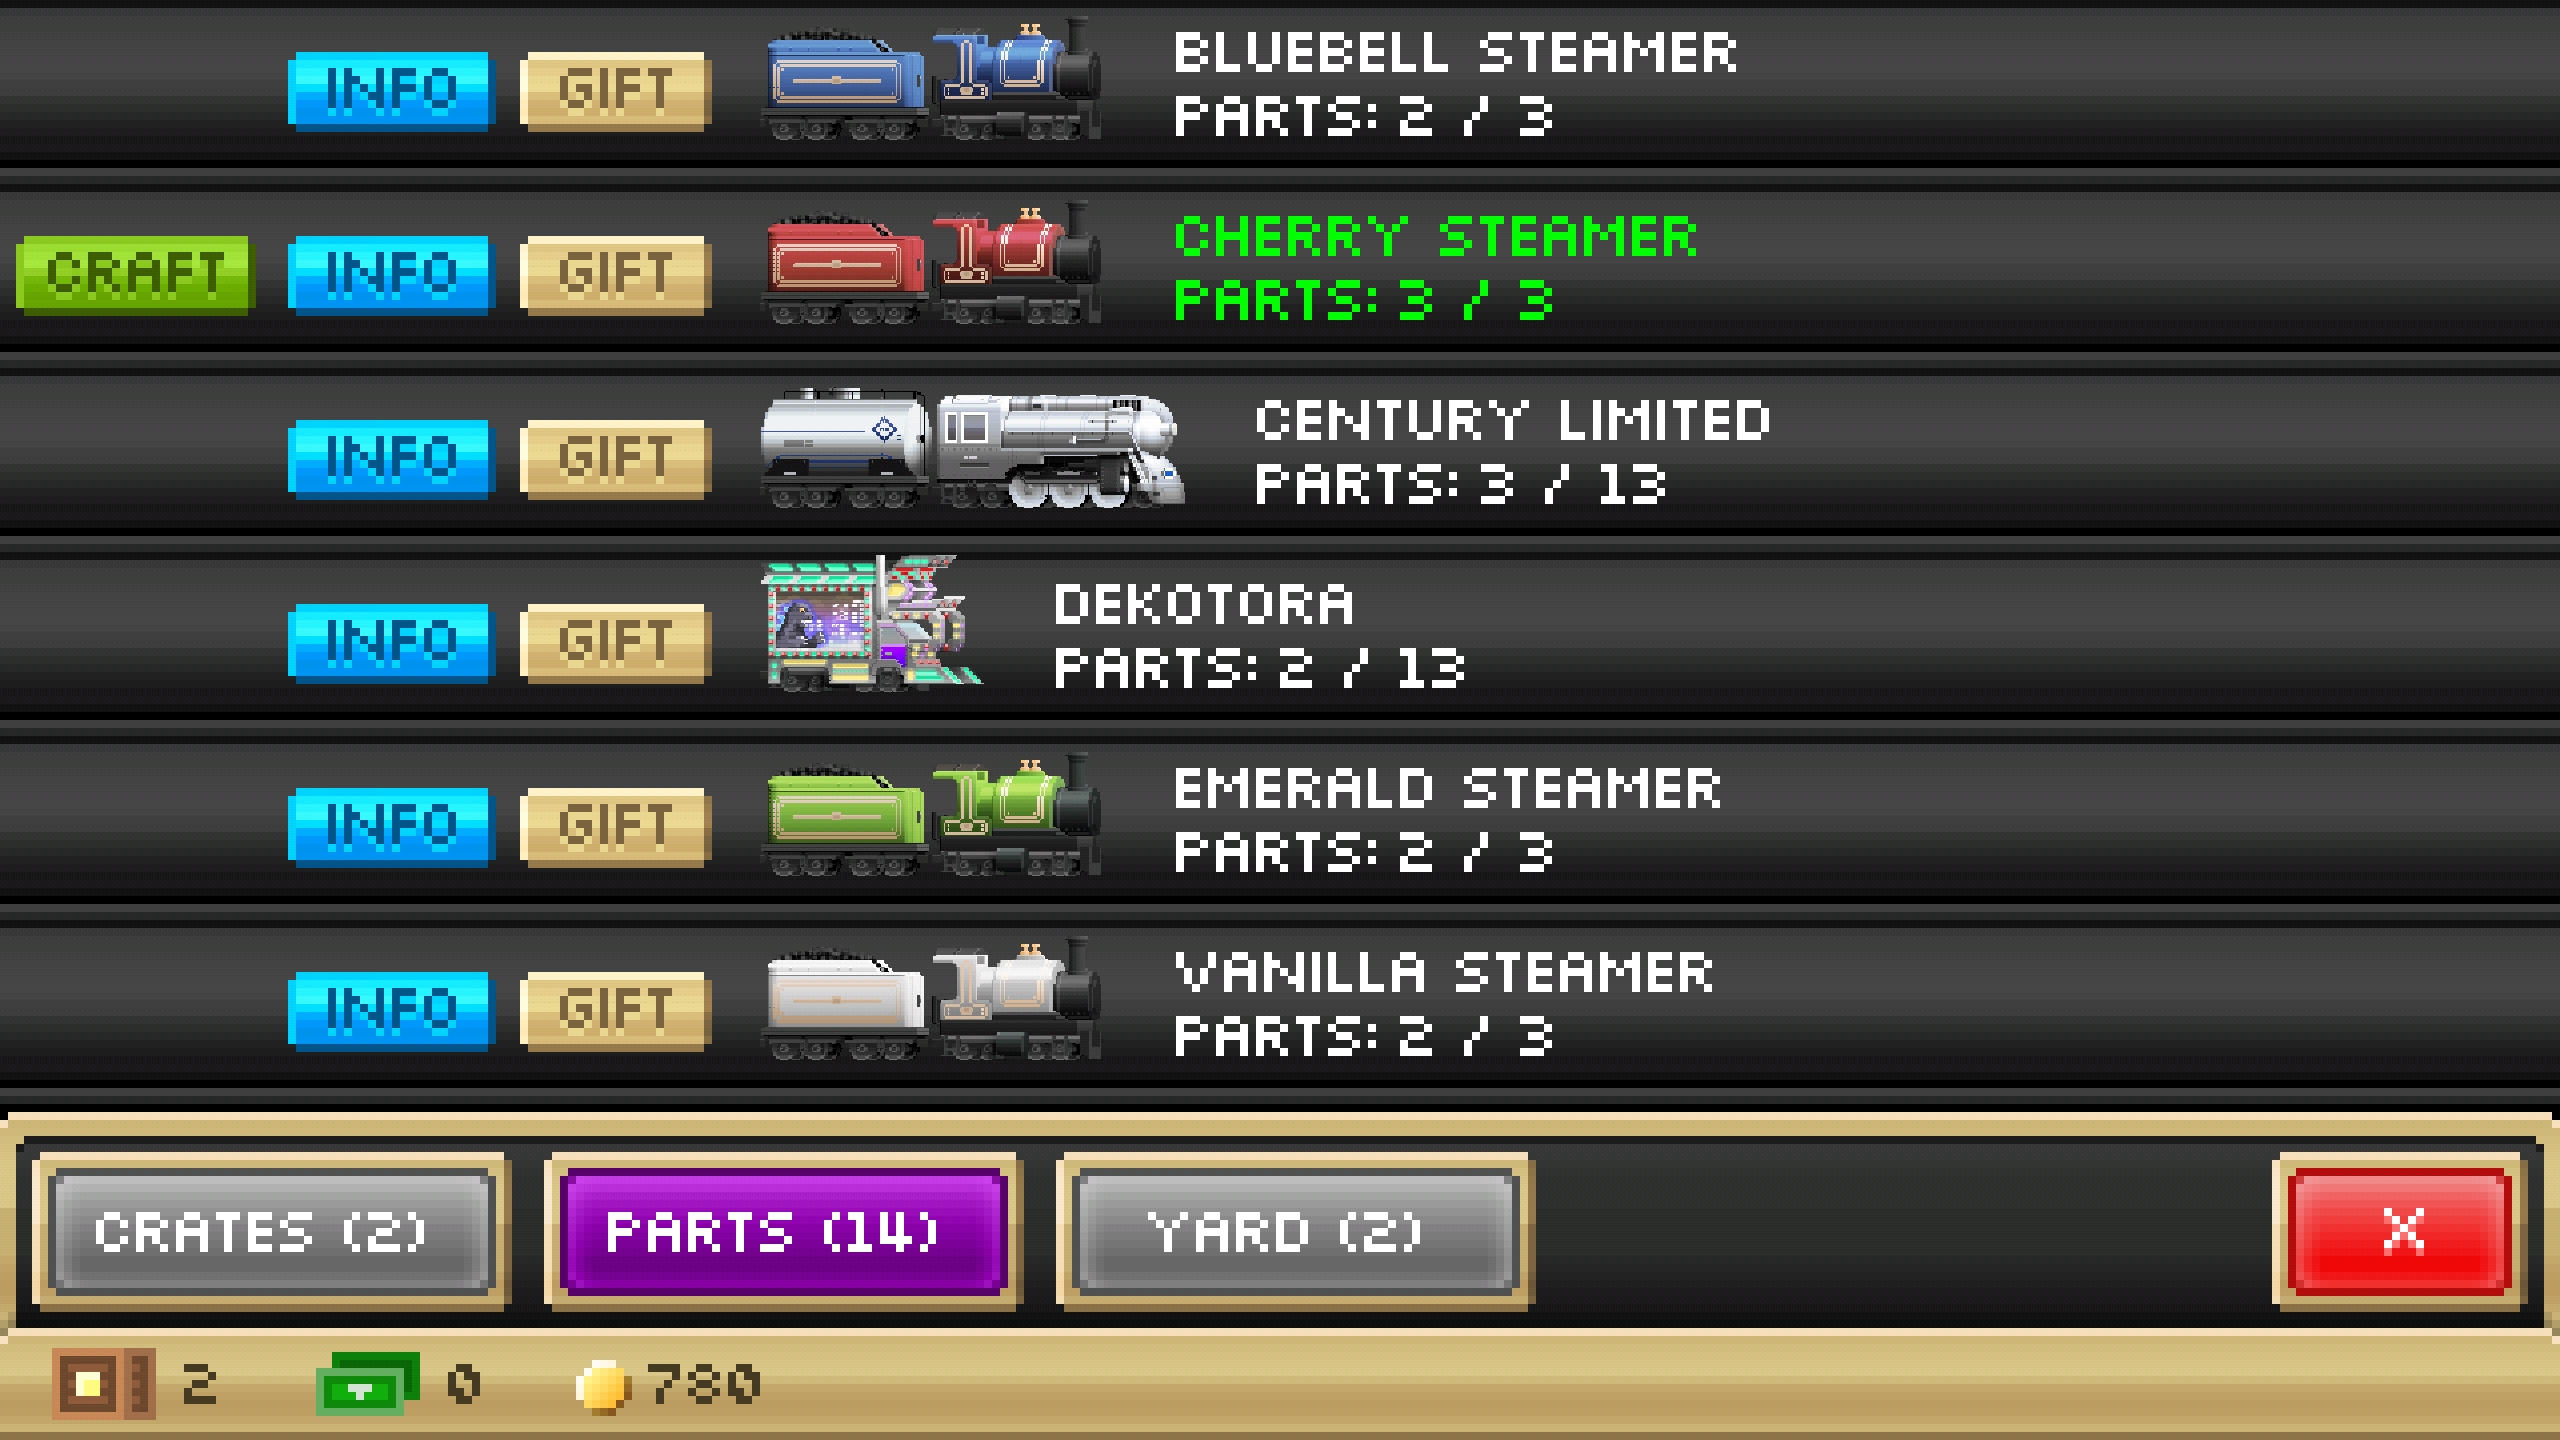 INFO GIFT BLUEBELL STEAMER
PARTS: 2 / 3
CRAFT INFO GIFT CHERRY STEAMER
PARTS: 3 / 3
INFO GIFT CENTURY LIMITED
PARTS: 3 / 13
INFO GIFT DEKOTORA
PARTS: 2 / 13
INFO GIFT EMERALD STEAMER
PARTS: 2 / 3
INFO GIFT VANILLA STEAMER
PARTS: 2 / 3
CRATES (2) PARTS (14) YARD (2) X
2 0 780